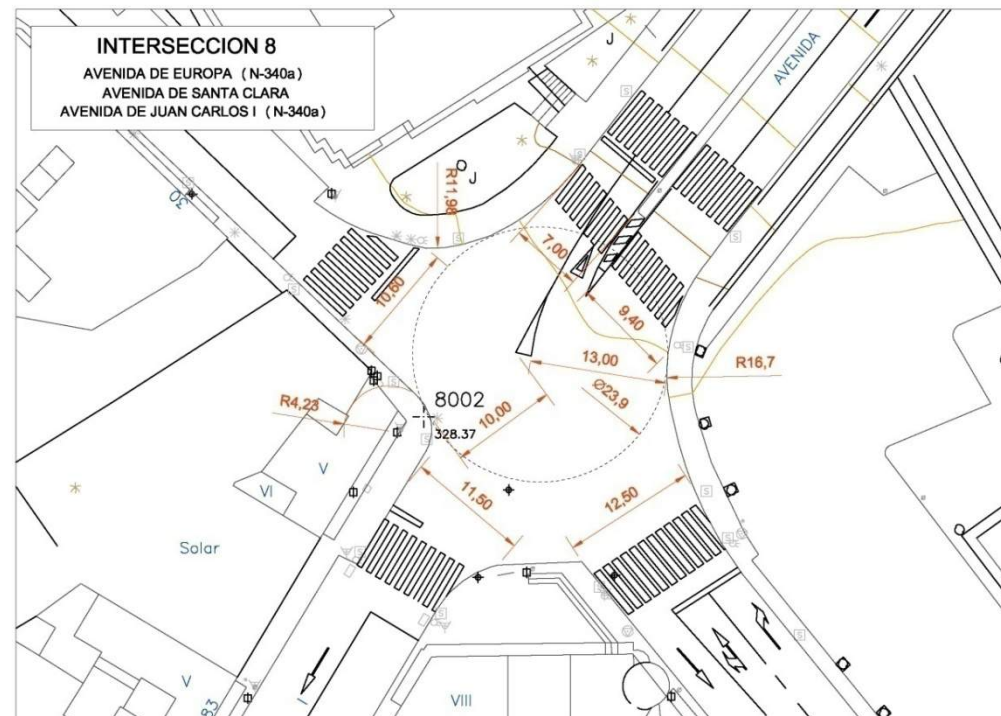 INTERSECCION 8
AVENIDA DE EUROPA (N-340a)
AVENIDA DE SANTA CLARA
AVENIDA DE JUAN CARLOS I (N-340a)
AVENIDA
J
J
R11,98
7,00
10,60
9,40
13,00
R16,7
Ø23,9
R4,23
8002
328.37
10,00
V
VI
11,50
12,50
Solar
V
VIII
83